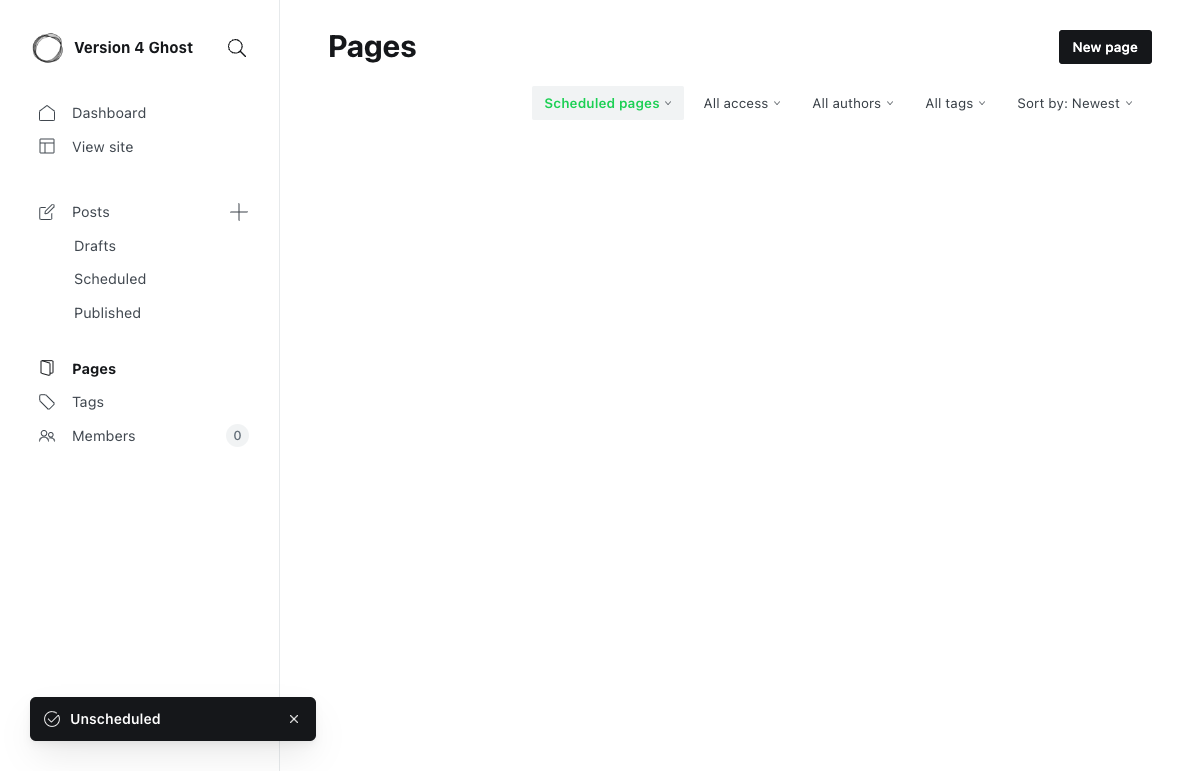 Version 4 Ghost
Dashboard
View site
Posts
Drafts
Scheduled
Published
Pages
Tags
Members 0
Pages
New page
Scheduled pages All access All authors All tags Sort by: Newest
Unscheduled